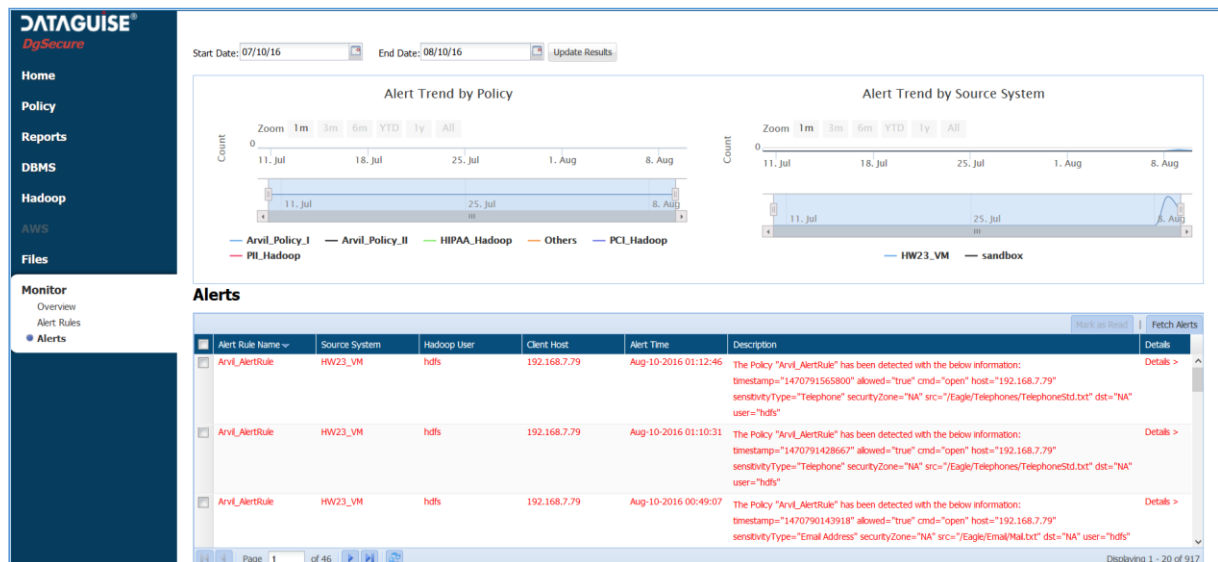 DATAGUISE®
DgSecure
Home
Policy
Reports
DBMS
Hadoop
AWS
Files
Monitor
Overview
Alert Rules
Alerts
Start Date: 07/10/16 End Date: 08/10/16 Update Results
Alert Trend by Policy
Zoom 1m 3m 6m YTD 1y All
Count
0
11. Jul 18. Jul 25. Jul 1. Aug 8. Aug
11. Jul 25. Jul 8. Aug
Arvil_Policy_I Arvil_Policy_II HIPAA_Hadoop Others PCI_Hadoop
PII_Hadoop
Alert Trend by Source System
Zoom 1m 3m 6m YTD 1y All
Count
0
11. Jul 18. Jul 25. Jul 1. Aug 8. Aug
11. Jul 25. Jul 8. Aug
HW23_VM sandbox
Alerts
Mark as Read | Fetch Alerts
Alert Rule Name Source System Hadoop User Client Host Alert Time Description Details
Arvil_AlertRule HW23_VM hdfs 192.168.7.79 Aug-10-2016 01:12:46 The Policy "Arvil_AlertRule" has been detected with the below information: Details >
timestamp="1470791565800" allowed="true" cmd="open" host="192.168.7.79"
sensitivityType="Telephone" securityZone="NA" src="/Eagle/Telephones/TelephoneStd.txt" dst="NA"
user="hdfs"
Arvil_AlertRule HW23_VM hdfs 192.168.7.79 Aug-10-2016 01:10:31 The Policy "Arvil_AlertRule" has been detected with the below information: Details >
timestamp="1470791428667" allowed="true" cmd="open" host="192.168.7.79"
sensitivityType="Telephone" securityZone="NA" src="/Eagle/Telephones/TelephoneStd.txt" dst="NA"
user="hdfs"
Arvil_AlertRule HW23_VM hdfs 192.168.7.79 Aug-10-2016 00:49:07 The Policy "Arvil_AlertRule" has been detected with the below information: Details >
timestamp="1470790143918" allowed="true" cmd="open" host="192.168.7.79"
sensitivityType="Email Address" securityZone="NA" src="/Eagle/Email/Mail.txt" dst="NA" user="hdfs"
Page 1 of 46 Displaying 1 - 20 of 917